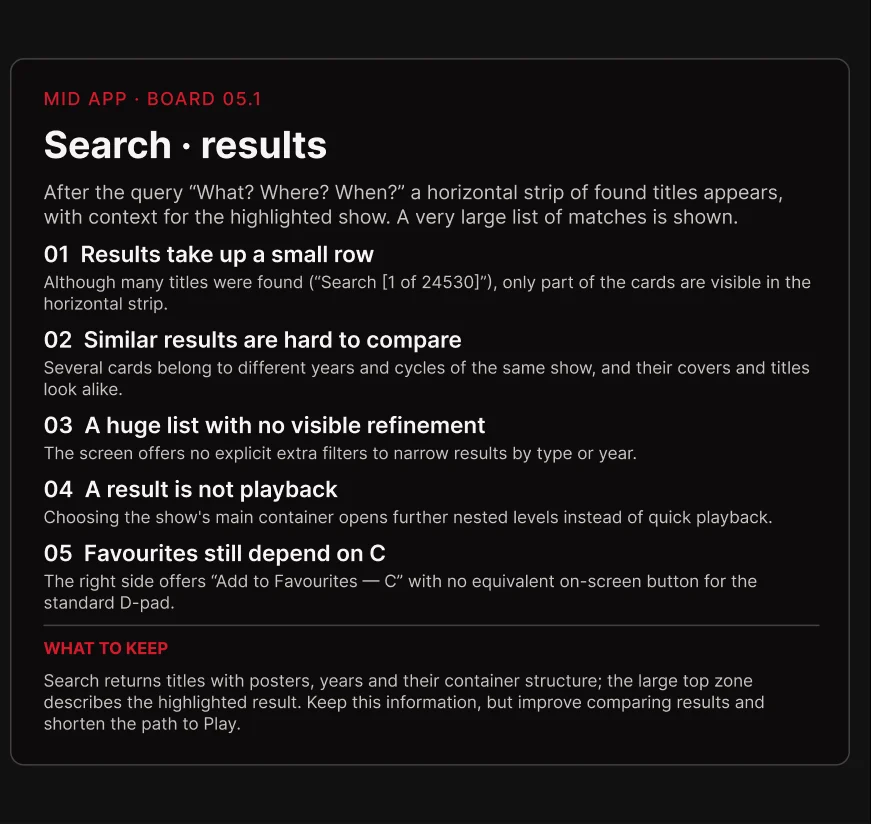 MID APP · BOARD 05.1
Search · results
After the query “What? Where? When?” a horizontal strip of found titles appears,
with context for the highlighted show. A very large list of matches is shown.
01 Results take up a small row
Although many titles were found (“Search [1 of 24530]”), only part of the cards are visible in the
horizontal strip.
02 Similar results are hard to compare
Several cards belong to different years and cycles of the same show, and their covers and titles
look alike.
03 A huge list with no visible refinement
The screen offers no explicit extra filters to narrow results by type or year.
04 A result is not playback
Choosing the show's main container opens further nested levels instead of quick playback.
05 Favourites still depend on C
The right side offers “Add to Favourites — C” with no equivalent on-screen button for the
standard D-pad.
WHAT TO KEEP
Search returns titles with posters, years and their container structure; the large top zone
describes the highlighted result. Keep this information, but improve comparing results and
shorten the path to Play.